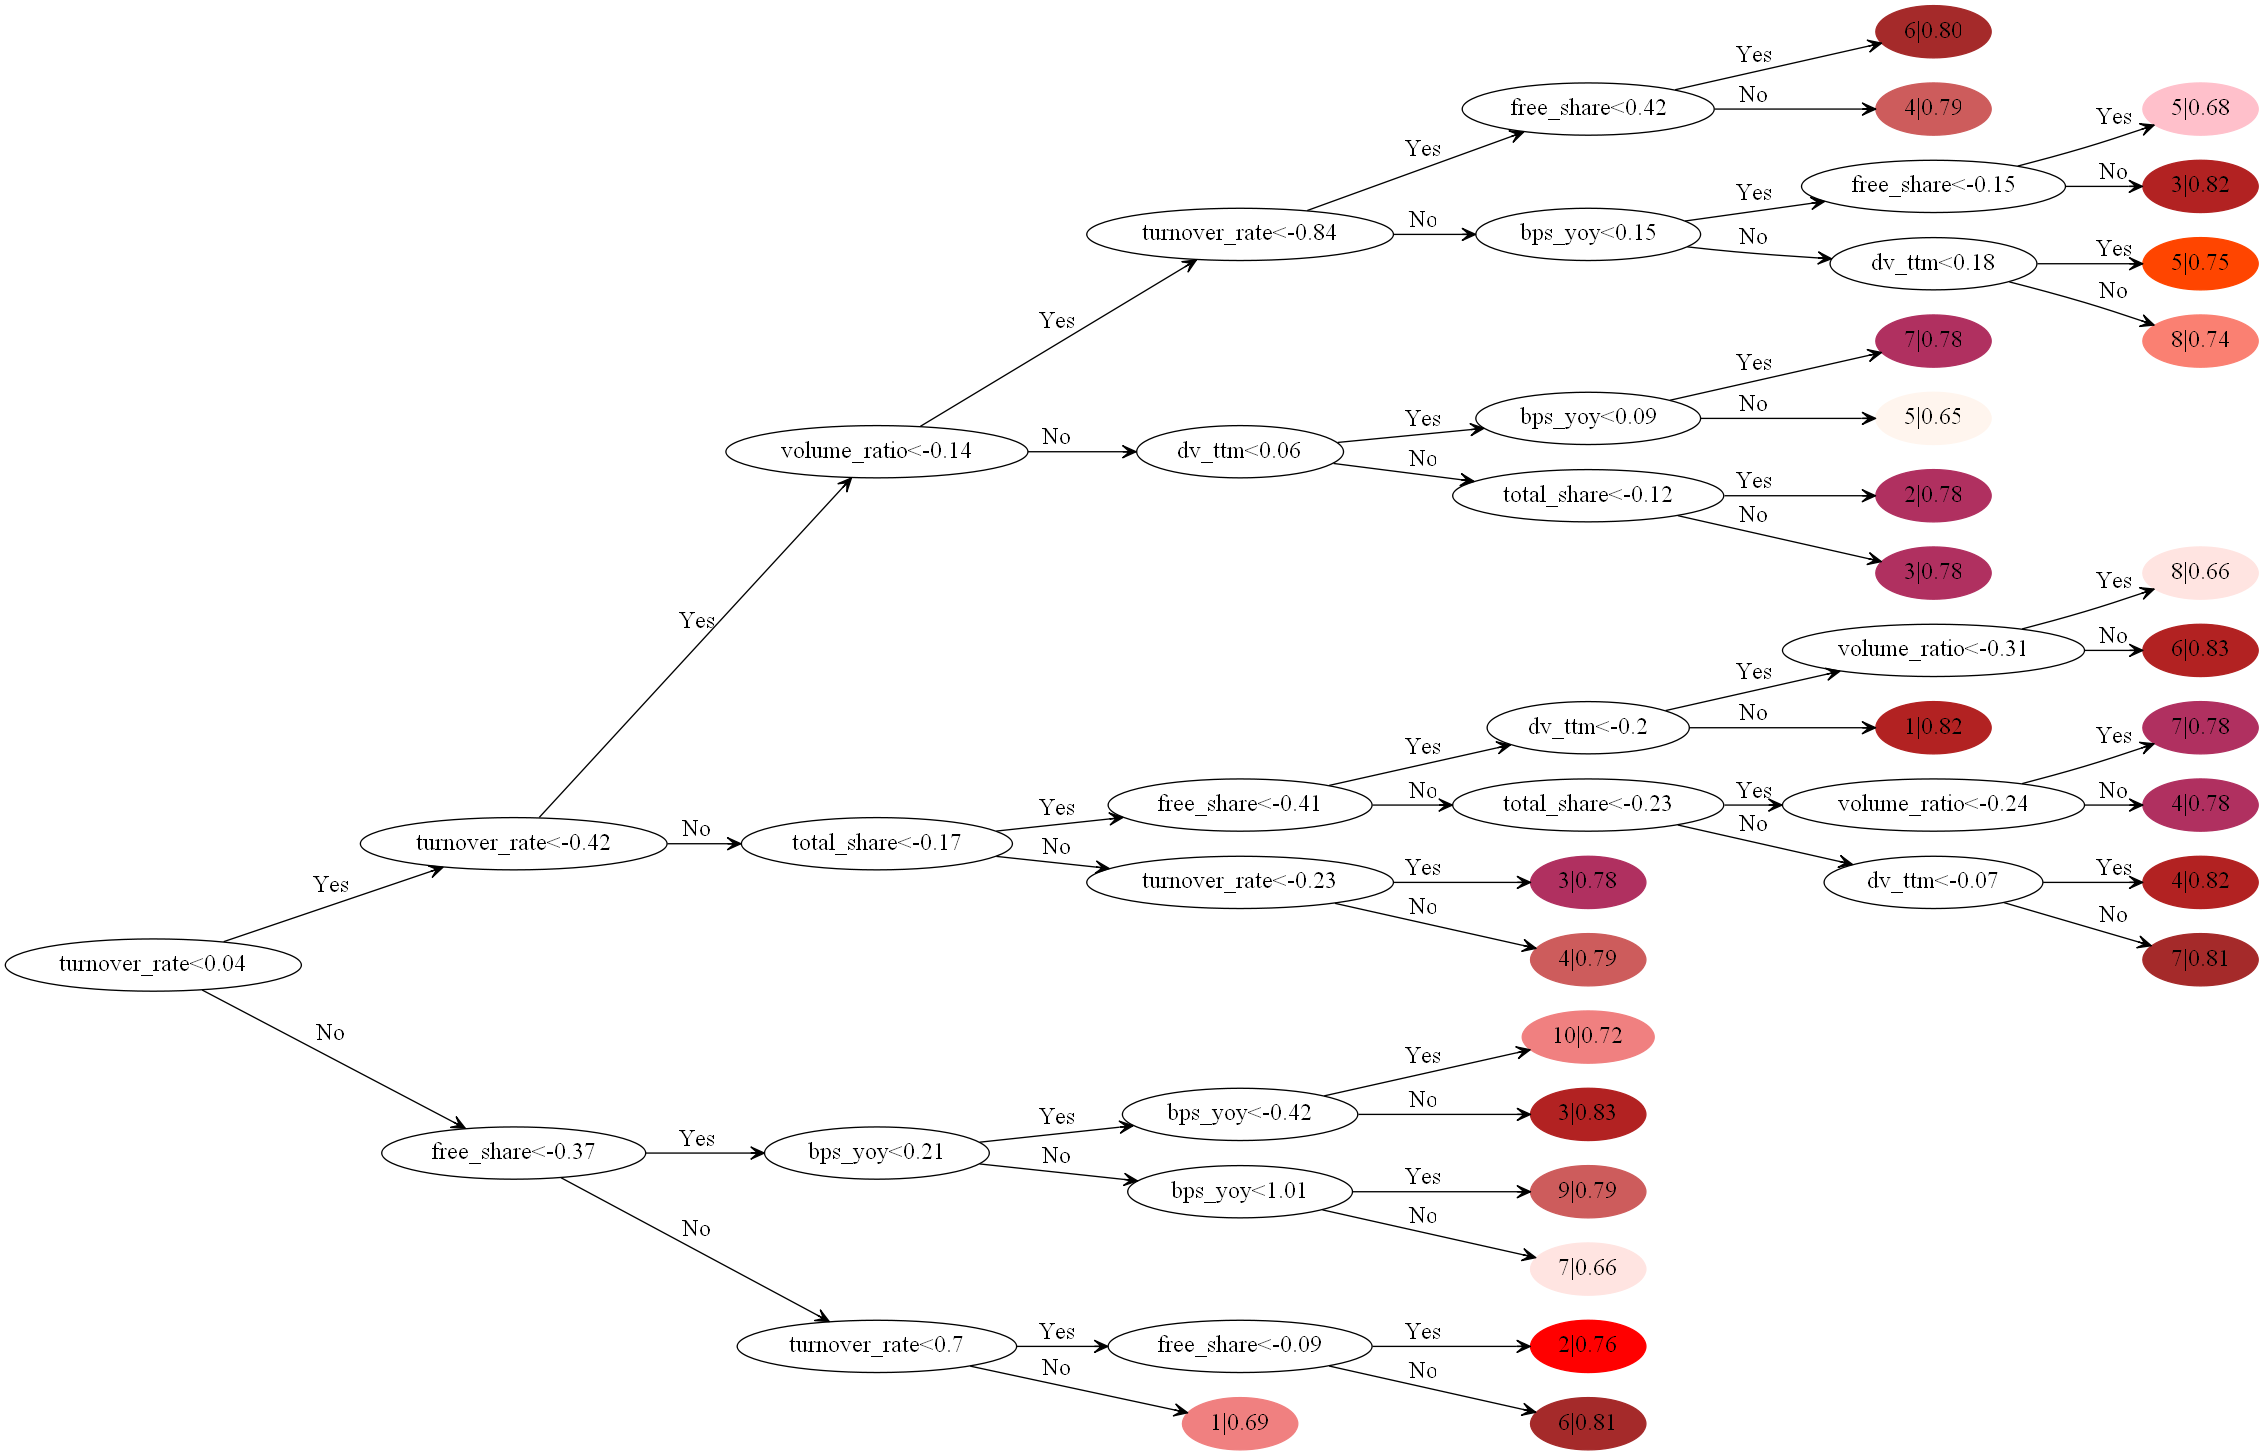 6|0.80
Yes
free_share<0.42
No
4|0.79
5|0.68
Yes
Yes
free_share<-0.15
No
3|0.82
Yes
turnover_rate<-0.84
No
bps_yoy<0.15
No
dv_ttm<0.18
Yes
5|0.75
No
8|0.74
Yes
7|0.78
Yes
bps_yoy<0.09
No
5|0.65
Yes
volume_ratio<-0.14
No
dv_ttm<0.06
No
total_share<-0.12
Yes
2|0.78
No
3|0.78
Yes
8|0.66
Yes
volume_ratio<-0.31
No
6|0.83
Yes
Yes
dv_ttm<-0.2
No
1|0.82
7|0.78
Yes
Yes
free_share<-0.41
No
total_share<-0.23
Yes
volume_ratio<-0.24
No
4|0.78
No
turnover_rate<-0.42
No
total_share<-0.17
No
turnover_rate<-0.23
Yes
3|0.78
dv_ttm<-0.07
Yes
4|0.82
No
Yes
No
4|0.79
7|0.81
turnover_rate<0.04
No
10|0.72
Yes
Yes
bps_yoy<-0.42
No
3|0.83
free_share<-0.37
Yes
bps_yoy<0.21
No
bps_yoy<1.01
Yes
9|0.79
No
7|0.66
No
turnover_rate<0.7
Yes
free_share<-0.09
Yes
2|0.76
No
1|0.69
No
6|0.81